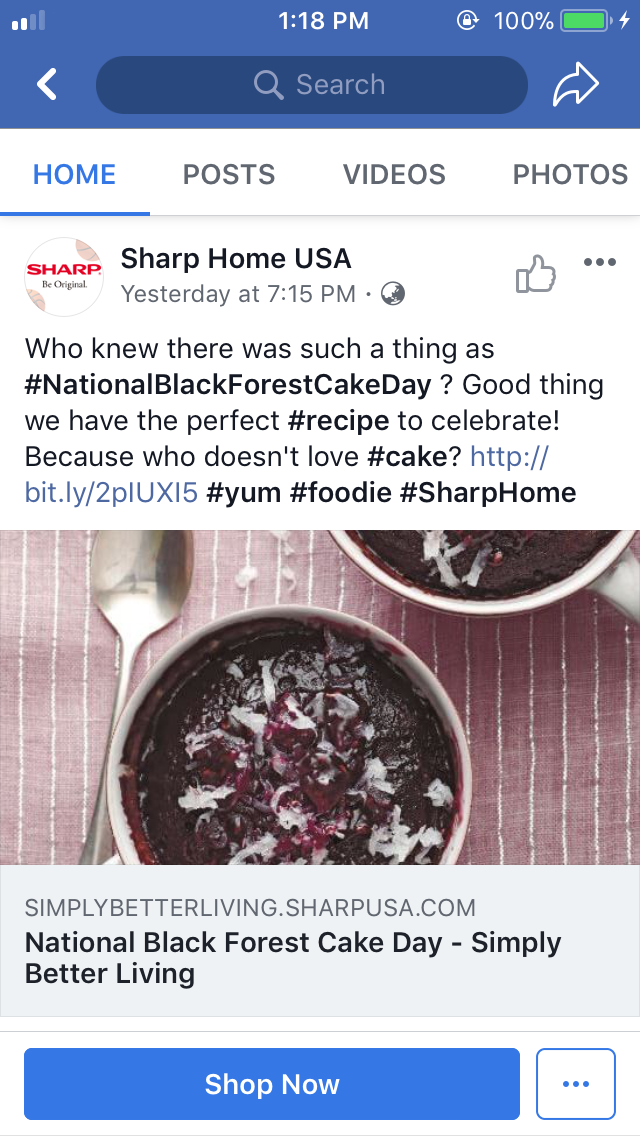 1:18 PM 100%
Search
HOME POSTS VIDEOS PHOTOS
SHARP
Be Original.
Sharp Home USA
Yesterday at 7:15 PM ·
Who knew there was such a thing as
#NationalBlackForestCakeDay ? Good thing
we have the perfect #recipe to celebrate!
Because who doesn't love #cake? http://
bit.ly/2pIUXI5 #yum #foodie #SharpHome
SIMPLYBETTERLIVING.SHARPUSA.COM
National Black Forest Cake Day - Simply
Better Living
Shop Now